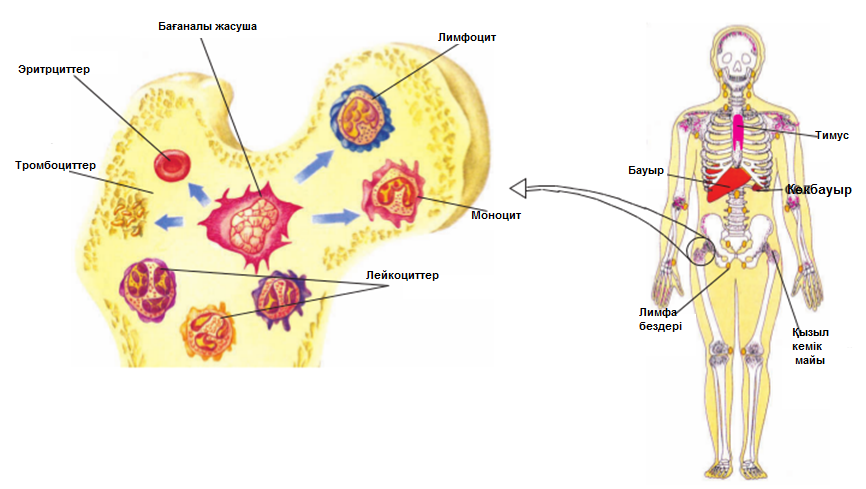 Бағаналы жасуша
Лимфоцит
Эритрциттер
Тромбоциттер
Моноцит
Лейкоциттер
Тимус
Бауыр
Көкбауыр
Лимфа
бездері
Қызыл
кемік
майы